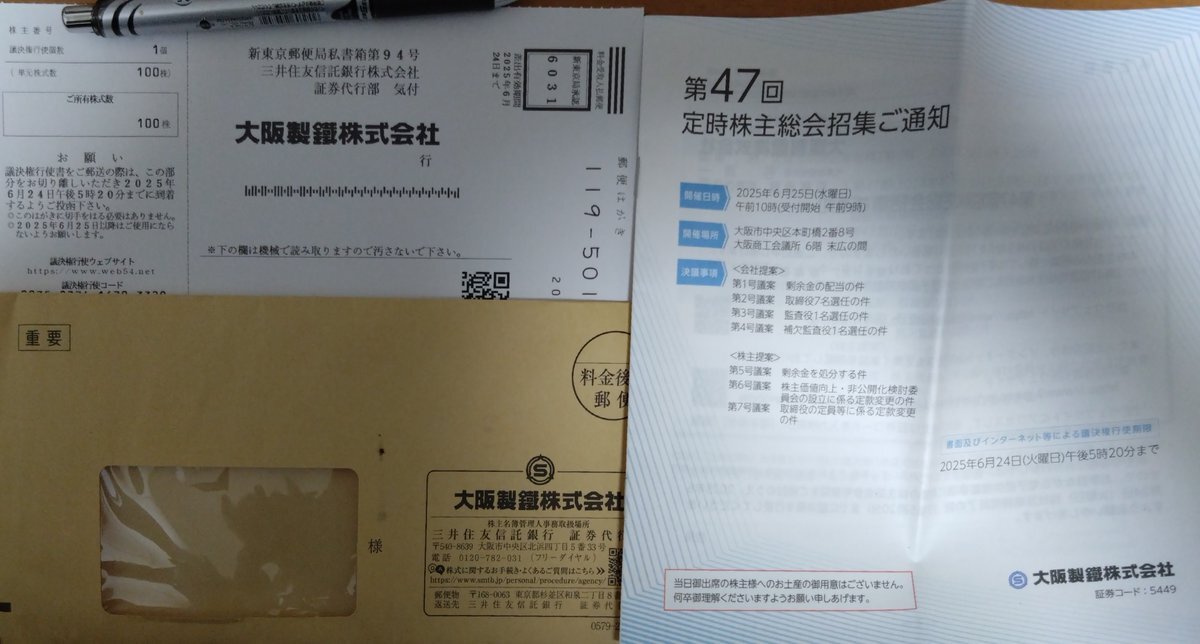 株主番号
議決権行使個数 1個
(単元株式数 100株)
ご所有株式数
100株
お願い
議決権行使書をご郵送の際は、この部
分をお切り離しいただき2025年
6月24日午後5時20分までに到着
するようご投函下さい。
◎このはがきに切手をはる必要はありません。
◎2025年6月25日以降はご使用になら
ないようお願します。
議決権行使ウェブサイト
https://www.web54.net
議決権行使コード
新東京郵便局私書箱第94号
三井住友信託銀行株式会社
証券代行部 気付
大阪製鐵株式会社
行
※下の欄は機械で読み取りますので汚さないで下さい。
料金受取人払郵便
新東京局承認
6031
差出有効期間
2025年6月
24日まで
郵便はがき
119-501
20
重要
料金後
郵便
様
大阪製鐵株式会社
株主名簿管理人事務取扱場所
三井住友信託銀行 証券代行
〒540-8639 大阪市中央区北浜四丁目5番33号
電話 0120-782-031 (フリーダイヤル)
株式に関するお手続き・よくあるご質問はこちら
https://www.smtb.jp/personal/procedure/agency/
郵便物 〒168-0063 東京都杉並区和泉二丁目8
返送先 三井住友信託銀行 証券代
0579-2
第47回
定時株主総会招集ご通知
開催日時
2025年6月25日(水曜日)
午前10時(受付開始 午前9時)
開催場所
大阪市中央区本町橋2番8号
大阪商工会議所 6階 末広の間
決議事項
<会社提案>
第1号議案 剰余金の配当の件
第2号議案 取締役7名選任の件
第3号議案 監査役1名選任の件
第4号議案 補欠監査役1名選任の件
<株主提案>
第5号議案 剰余金を処分する件
第6号議案 株主価値向上・非公開化検討委
員会の設立に係る定款変更の件
第7号議案 取締役の定員等に係る定款変更
の件
書面及びインターネット等による議決権行使期限
2025年6月24日(火曜日)午後5時20分まで
当日御出席の株主様へのお土産の御用意はございません。
何卒御理解くださいますようお願い申しあげます。
大阪製鐵株式会社
証券コード:5449